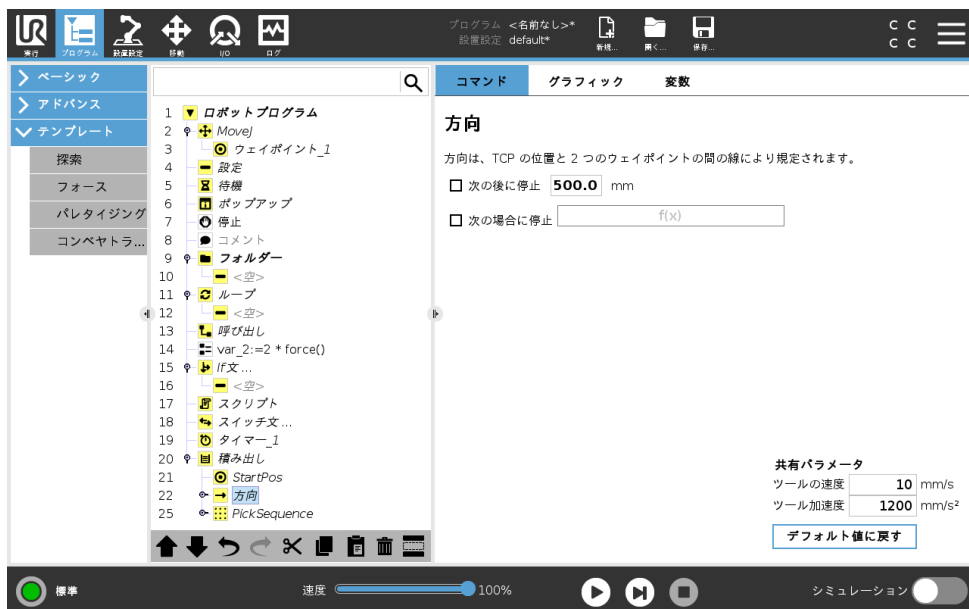 実行
プログラム
設置設定
移動
I/O
ログ
プログラム <名前なし>*
設置設定 default*
新規...
開く...
保存...
C C
C C
ベーシック
アドバンス
テンプレート
探索
フォース
パレタイジング
コンベヤトラ...
1 ロボットプログラム
2 MoveJ
3 ウェイポイント_1
4 設定
5 待機
6 ポップアップ
7 停止
8 コメント
9 フォルダー
10 <空>
11 ループ
12 <空>
13 呼び出し
14 var_2:=2 * force()
15 If文...
16 <空>
17 スクリプト
18 スイッチ文...
19 タイマー_1
20 積み出し
21 StartPos
22 方向
25 PickSequence
コマンド グラフィック 変数
方向
方向は、TCP の位置と 2 つのウェイポイントの間の線により規定されます。
次の後に停止 500.0 mm
次の場合に停止 f(x)
共有パラメータ
ツールの速度 10 mm/s
ツール加速度 1200 mm/s²
デフォルト値に戻す
標準
速度 100%
シミュレーション